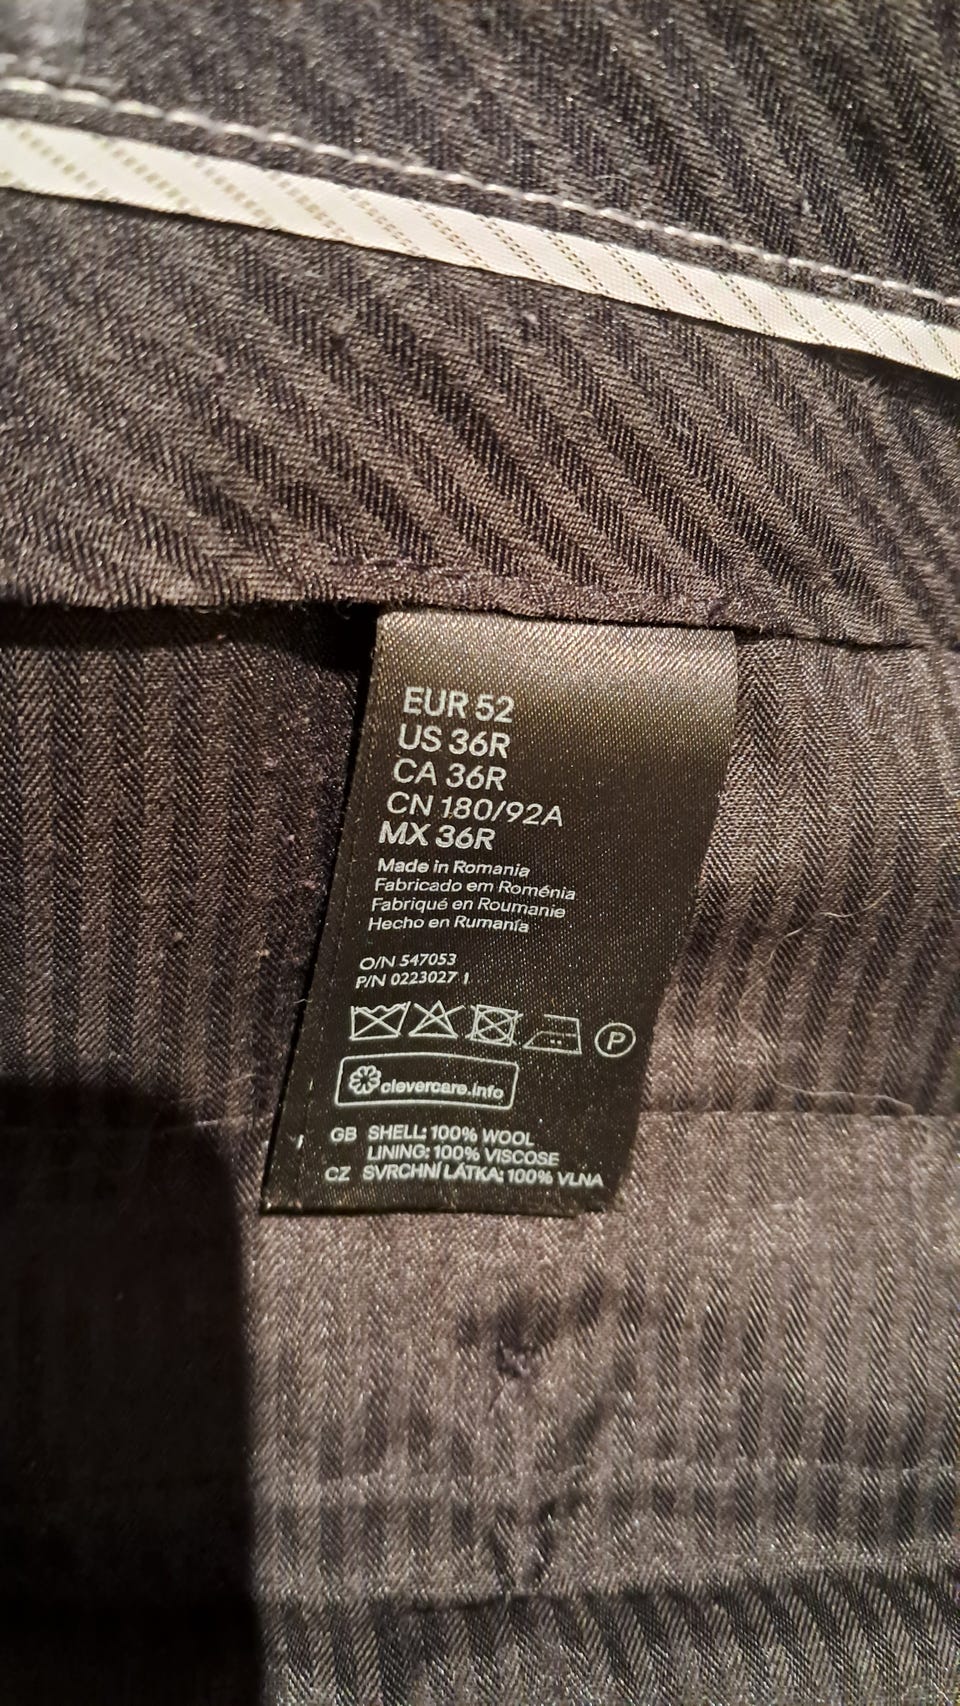 EUR 52
US 36R
CA 36R
CN 180/92A
MX 36R
Made in Romania
Fabricado em Roménia
Fabriqué en Roumanie
Hecho en Rumanía
O/N 547053
P/N 0223027 1
P
clevercare.info
GB SHELL: 100% WOOL
LINING: 100% VISCOSE
CZ SVRCHNÍ LÁTKA: 100% VLNA